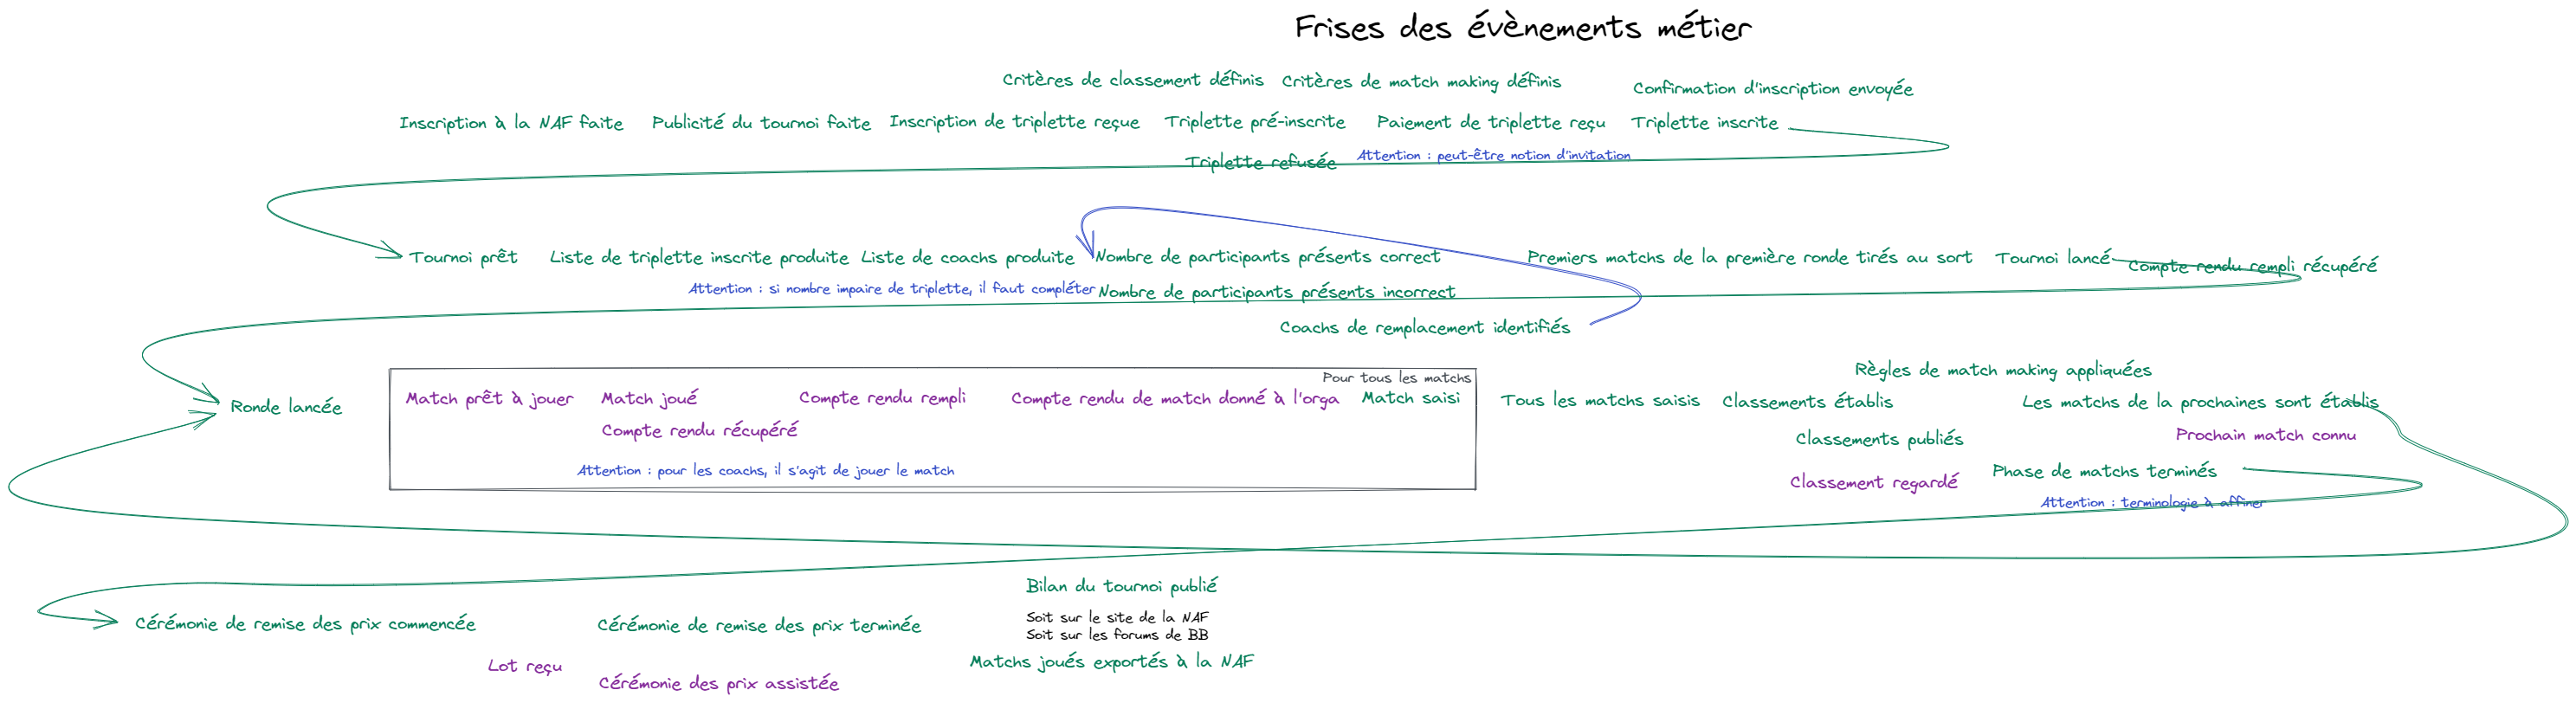 Frises des évènements métier
Critères de classement définis
Critères de match making définis
Confirmation d'inscription envoyée
Inscription à la NAF faite
Publicité du tournoi faite
Inscription de triplette reçue
Triplette pré-inscrite
Paiement de triplette reçu
Triplette inscrite
Triplette refusée
Attention : peut-être notion d'invitation
Tournoi prêt
Liste de triplette inscrite produite
Liste de coachs produite
Nombre de participants présents correct
Premiers matchs de la première ronde tirés au sort
Tournoi lancé
Compte rendu rempli récupéré
Attention : si nombre impaire de triplette, il faut compléter
Nombre de participants présents incorrect
Coachs de remplacement identifiés
Ronde lancée
Pour tous les matchs
Match prêt à jouer
Match joué
Compte rendu rempli
Compte rendu de match donné à l'orga
Match saisi
Compte rendu récupéré
Attention : pour les coachs, il s'agit de jouer le match
Tous les matchs saisis
Règles de match making appliquées
Classements établis
Les matchs de la prochaines sont établis
Classements publiés
Prochain match connu
Classement regardé
Phase de matchs terminés
Attention : terminologie à affiner
Cérémonie de remise des prix commencée
Cérémonie de remise des prix terminée
Bilan du tournoi publié
Soit sur le site de la NAF
Soit sur les forums de BB
Matchs joués exportés à la NAF
Lot reçu
Cérémonie des prix assistée